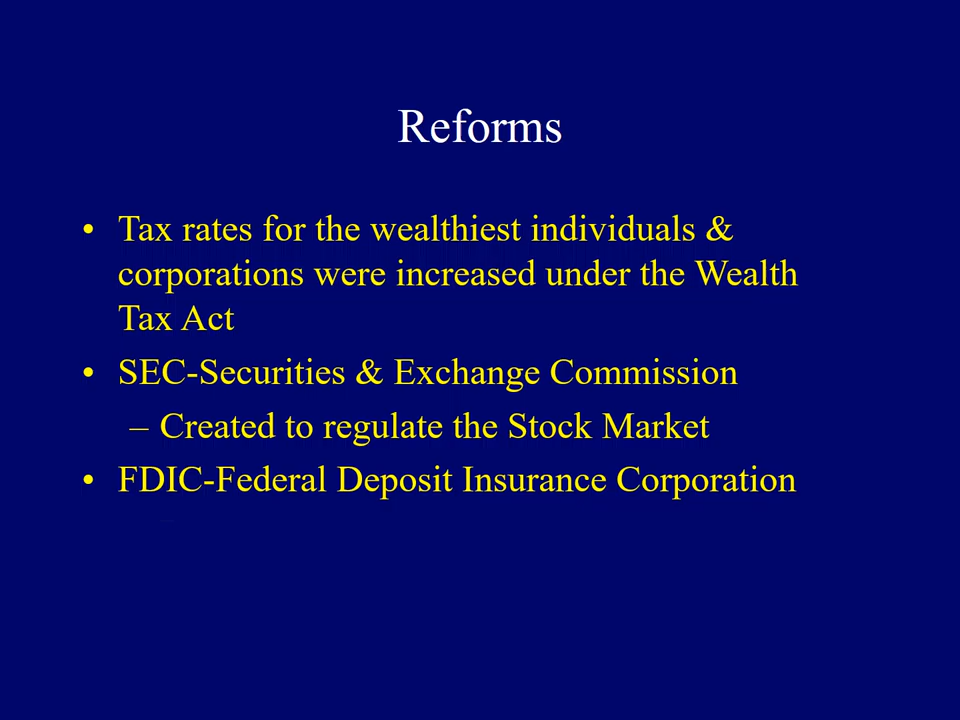 Reforms
• Tax rates for the wealthiest individuals &
corporations were increased under the Wealth
Tax Act
• SEC-Securities & Exchange Commission
– Created to regulate the Stock Market
• FDIC-Federal Deposit Insurance Corporation